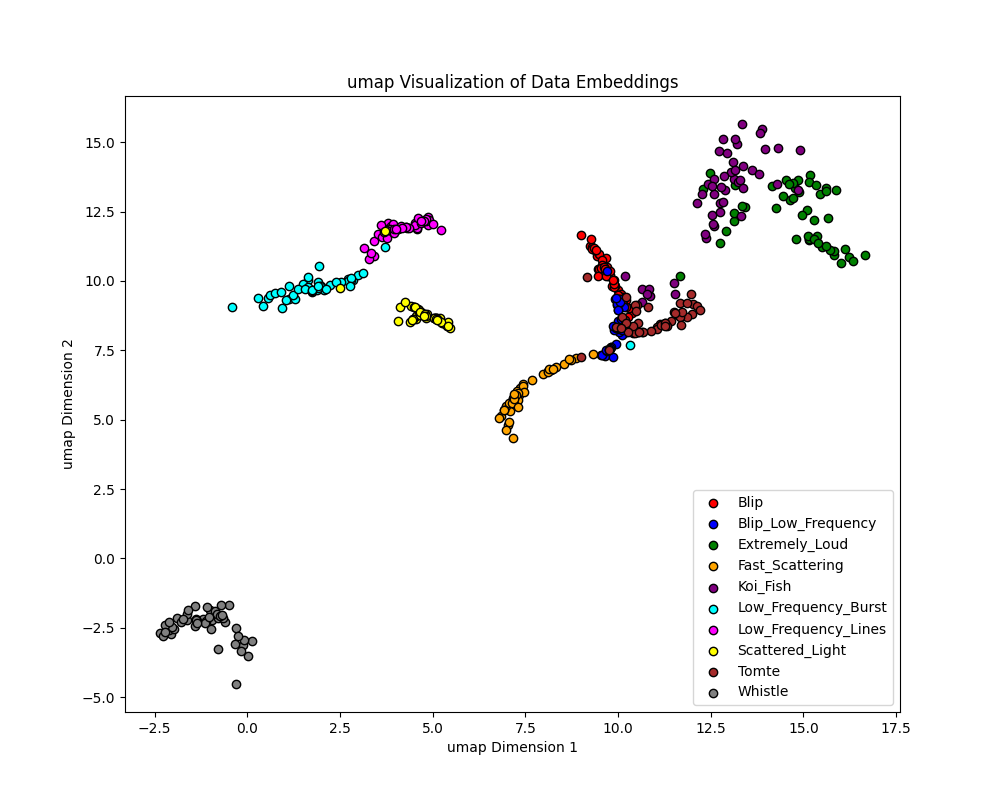 umap Visualization of Data Embeddings
umap Dimension 2
15.0
12.5
10.0
7.5
5.0
2.5
0.0
−2.5
−5.0
Blip
Blip_Low_Frequency
Extremely_Loud
Fast_Scattering
Koi_Fish
Low_Frequency_Burst
Low_Frequency_Lines
Scattered_Light
Tomte
Whistle
−2.5 0.0 2.5 5.0 7.5 10.0 12.5 15.0 17.5
umap Dimension 1